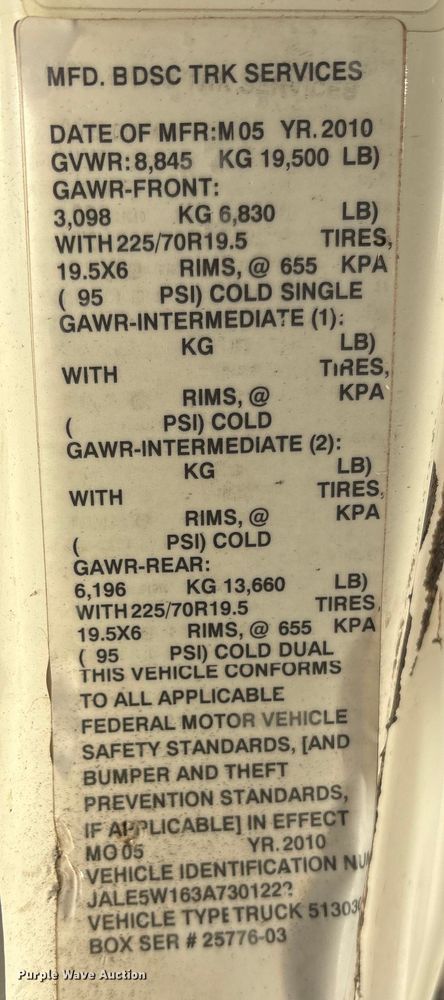 MFD. B DSC TRK SERVICES
DATE OF MFR:M 05 YR. 2010
GVWR: 8,845 KG 19,500 LB)
GAWR-FRONT:
3,098 KG 6,830 LB)
WITH 225/70R19.5 TIRES,
19.5X6 RIMS, @ 655 KPA
( 95 PSI) COLD SINGLE
GAWR-INTERMEDIATE (1):
KG LB)
WITH TIRES,
RIMS, @ KPA
( PSI) COLD
GAWR-INTERMEDIATE (2):
KG LB)
WITH TIRES,
RIMS, @ KPA
( PSI) COLD
GAWR-REAR:
6,196 KG 13,660 LB)
WITH 225/70R19.5 TIRES,
19.5X6 RIMS, @ 655 KPA
( 95 PSI) COLD DUAL
THIS VEHICLE CONFORMS
TO ALL APPLICABLE
FEDERAL MOTOR VEHICLE
SAFETY STANDARDS, [AND
BUMPER AND THEFT
PREVENTION STANDARDS,
IF APPLICABLE] IN EFFECT
MO 05 YR. 2010
VEHICLE IDENTIFICATION
VEHICLE TYPE TRUCK
BOX SER # 25776-03
Purple Wave Auction